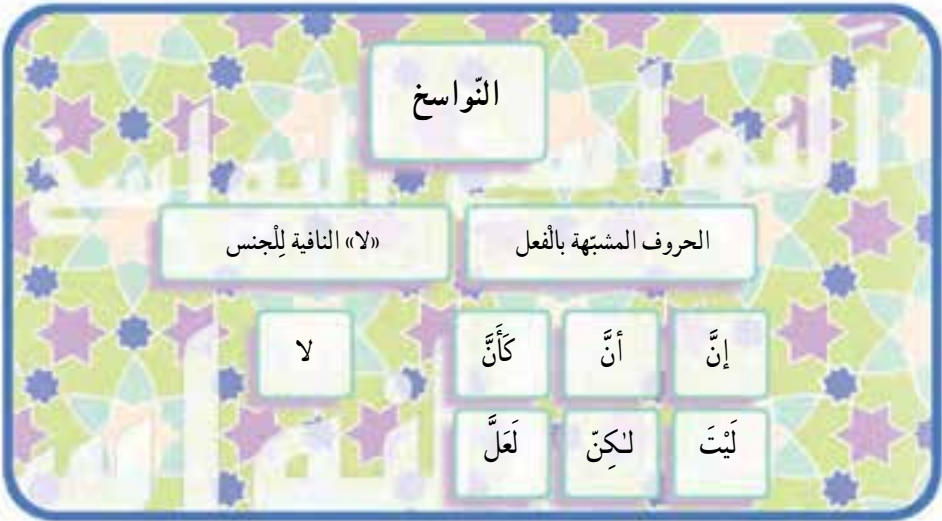 النّواسخ
الحروف المشبّهة بالْفعل
«لا» النافية لِلْجنس
إنَّ أنَّ كَأَنَّ لا
لَيْتَ لٰكِنّ لَعَلَّ